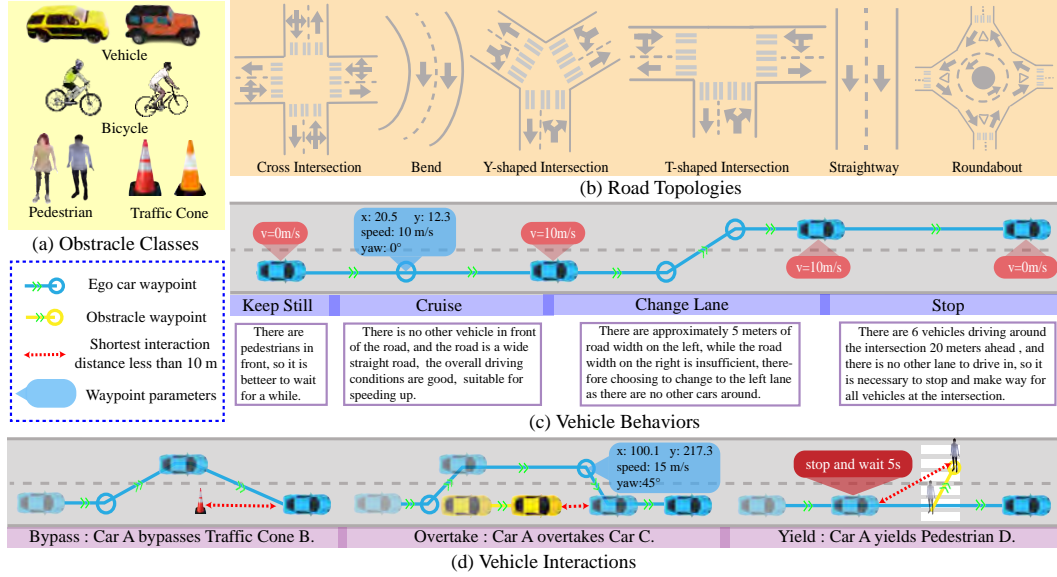 Vehicle
Bicycle
Pedestrian
Traffic Cone
(a) Obstracle Classes
Cross Intersection
Bend
Y-shaped Intersection
T-shaped Intersection
Straightway
Roundabout
(b) Road Topologies
Ego car waypoint
Obstracle waypoint
Shortest interaction
distance less than 10 m
Waypoint parameters
v=0m/s
x: 20.5 y: 12.3
speed: 10 m/s
yaw: 0°
v=10m/s
v=10m/s
v=0m/s
Keep Still
Cruise
Change Lane
Stop
There are
pedestrians in
front, so it is
betteer to wait
for a while.
There is no other vehicle in front
of the road, and the road is a wide
straight road, the overall driving
conditions are good, suitable for
speeding up.
There are approximately 5 meters of
road width on the left, while the road
width on the right is insufficient, there-
fore choosing to change to the left lane
as there are no other cars around.
There are 6 vehicles driving around
the intersection 20 meters ahead , and
there is no other lane to drive in, so it
is necessary to stop and make way for
all vehicles at the intersection.
(c) Vehicle Behaviors
x: 100.1 y: 217.3
speed: 15 m/s
yaw:45°
stop and wait 5s
Bypass : Car A bypasses Traffic Cone B.
Overtake : Car A overtakes Car C.
Yield : Car A yields Pedestrian D.
(d) Vehicle Interactions